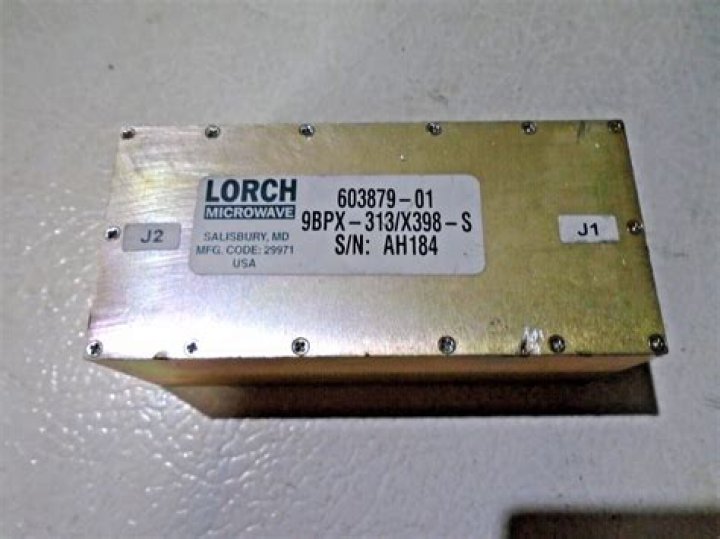 LORCH
MICROWAVE
SALISBURY, MD
MFG. CODE: 29971
USA
603879-01
9BPX-313/X398-S
S/N: AH184
J2
J1